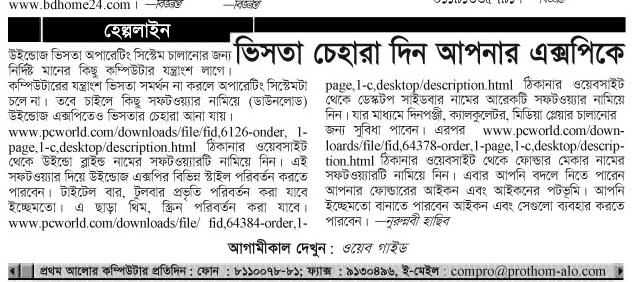 www.bdhome24.com । —বিজ্ঞপ্তি
—বিজ্ঞপ্তি
হেল্পলাইন
ভিসতা চেহারা দিন আপনার এক্সপিকে
উইন্ডোজ ভিসতা অপারেটিং সিস্টেম চালানোর জন্য
নির্দিষ্ট মানের কিছু কম্পিউটার যন্ত্রাংশ লাগে।
কম্পিউটারের যন্ত্রাংশ ভিসতা সমর্থন না করলে অপারেটিং সিস্টেমটা
চলে না। তবে চাইলে কিছু সফটওয়্যার নামিয়ে (ডাউনলোড)
উইন্ডোজ এক্সপিতেও ভিসতার চেহারা আনা যায়।
www.pcworld.com/downloads/file/fid,6126-order, 1-
page,1-c,desktop/description.html ঠিকানার ওয়েবসাইট
থেকে উইন্ডো ব্লাইন্ড নামের সফটওয়্যারটি নামিয়ে নিন। এই
সফটওয়্যার দিয়ে উইন্ডোজ এক্সপির বিভিন্ন স্টাইল পরিবর্তন করতে
পারবেন। টাইটেল বার, টুলবার প্রভৃতি পরিবর্তন করা যাবে
ইচ্ছেমতো। এ ছাড়া থিম, স্ক্রিন পরিবর্তন করা যাবে।
www.pcworld.com/downloads/file/ fid,64384-order,1-
page,1-c,desktop/description.html ঠিকানার ওয়েবসাইট
থেকে ডেস্কটপ সাইডবার নামের আরেকটি সফটওয়্যার নামিয়ে
নিন। যার মাধ্যমে দিনপঞ্জী, ক্যালকুলেটর, মিডিয়া প্লেয়ার চালানোর
জন্য সুবিধা পাবেন। এরপর www.pcworld.com/down-
loads/file/fid,64378-order,1-page,1-c,desktop/descrip-
tion.html ঠিকানার ওয়েবসাইট থেকে ফোল্ডার মেকার নামের
সফটওয়্যারটি নামিয়ে নিন। এবার আপনি বদলে নিতে পারেন
আপনার ফোল্ডারের আইকন এবং আইকনের পটভূমি। আপনি
ইচ্ছেমতো বানাতে পারবেন আইকন এবং সেগুলো ব্যবহার করতে
পারবেন। —নুরুন্নবী হাছিব
আগামীকাল দেখুন : ওয়েব গাইড
প্রথম আলোর কম্পিউটার প্রতিদিন : ফোন : ৮১১০০৭৮-৮১; ফ্যাক্স : ৯১৩০৪৯৬, ই-মেইল : compro@prothom-alo.com